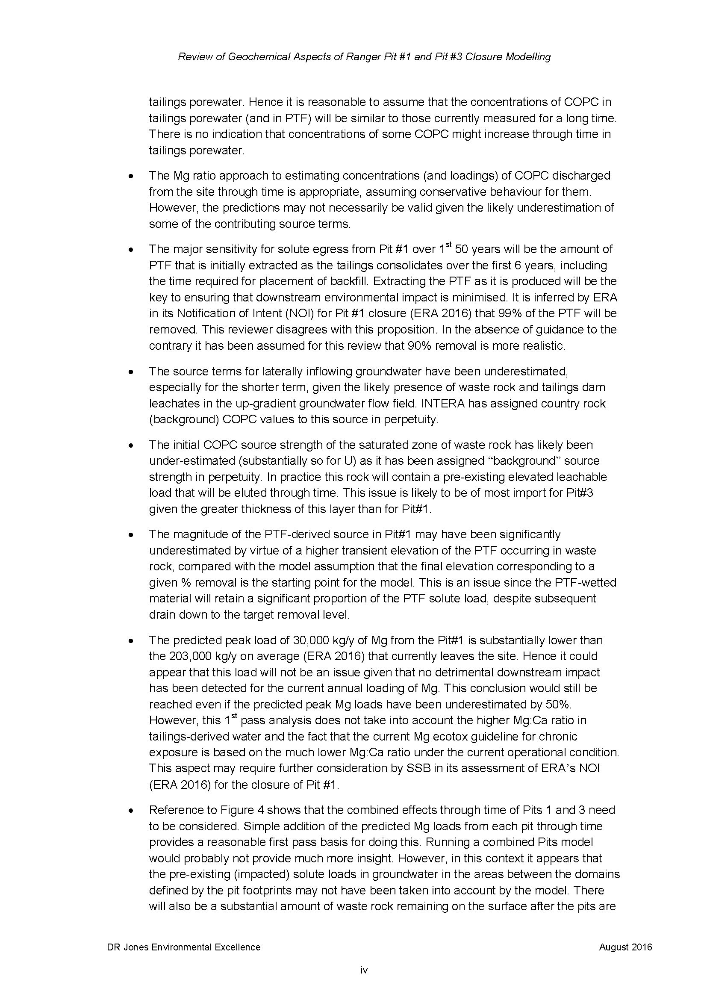 Review of Geochemical Aspects of Ranger Pit #1 and Pit #3 Closure Modelling
tailings porewater. Hence it is reasonable to assume that the concentrations of COPC in
tailings porewater (and in PTF) will be similar to those currently measured for a long time.
There is no indication that concentrations of some COPC might increase through time in
tailings porewater.
• The Mg ratio approach to estimating concentrations (and loadings) of COPC discharged
from the site through time is appropriate, assuming conservative behaviour for them.
However, the predictions may not necessarily be valid given the likely underestimation of
some of the contributing source terms.
• The major sensitivity for solute egress from Pit #1 over 1st 50 years will be the amount of
PTF that is initially extracted as the tailings consolidates over the first 6 years, including
the time required for placement of backfill. Extracting the PTF as it is produced will be the
key to ensuring that downstream environmental impact is minimised. It is inferred by ERA
in its Notification of Intent (NOI) for Pit #1 closure (ERA 2016) that 99% of the PTF will be
removed. This reviewer disagrees with this proposition. In the absence of guidance to the
contrary it has been assumed for this review that 90% removal is more realistic.
• The source terms for laterally inflowing groundwater have been underestimated,
especially for the shorter term, given the likely presence of waste rock and tailings dam
leachates in the up-gradient groundwater flow field. INTERA has assigned country rock
(background) COPC values to this source in perpetuity.
• The initial COPC source strength of the saturated zone of waste rock has likely been
under-estimated (substantially so for U) as it has been assigned “background” source
strength in perpetuity. In practice this rock will contain a pre-existing elevated leachable
load that will be eluted through time. This issue is likely to be of most import for Pit#3
given the greater thickness of this layer than for Pit#1.
• The magnitude of the PTF-derived source in Pit#1 may have been significantly
underestimated by virtue of a higher transient elevation of the PTF occurring in waste
rock, compared with the model assumption that the final elevation corresponding to a
given % removal is the starting point for the model. This is an issue since the PTF-wetted
material will retain a significant proportion of the PTF solute load, despite subsequent
drain down to the target removal level.
• The predicted peak load of 30,000 kg/y of Mg from the Pit#1 is substantially lower than
the 203,000 kg/y on average (ERA 2016) that currently leaves the site. Hence it could
appear that this load will not be an issue given that no detrimental downstream impact
has been detected for the current annual loading of Mg. This conclusion would still be
reached even if the predicted peak Mg loads have been underestimated by 50%.
However, this 1st pass analysis does not take into account the higher Mg:Ca ratio in
tailings-derived water and the fact that the current Mg ecotox guideline for chronic
exposure is based on the much lower Mg:Ca ratio under the current operational condition.
This aspect may require further consideration by SSB in its assessment of ERA’s NOI
(ERA 2016) for the closure of Pit #1.
• Reference to Figure 4 shows that the combined effects through time of Pits 1 and 3 need
to be considered. Simple addition of the predicted Mg loads from each pit through time
provides a reasonable first pass basis for doing this. Running a combined Pits model
would probably not provide much more insight. However, in this context it appears that
the pre-existing (impacted) solute loads in groundwater in the areas between the domains
defined by the pit footprints may not have been taken into account by the model. There
will also be a substantial amount of waste rock remaining on the surface after the pits are
DR Jones Environmental Excellence August 2016
iv